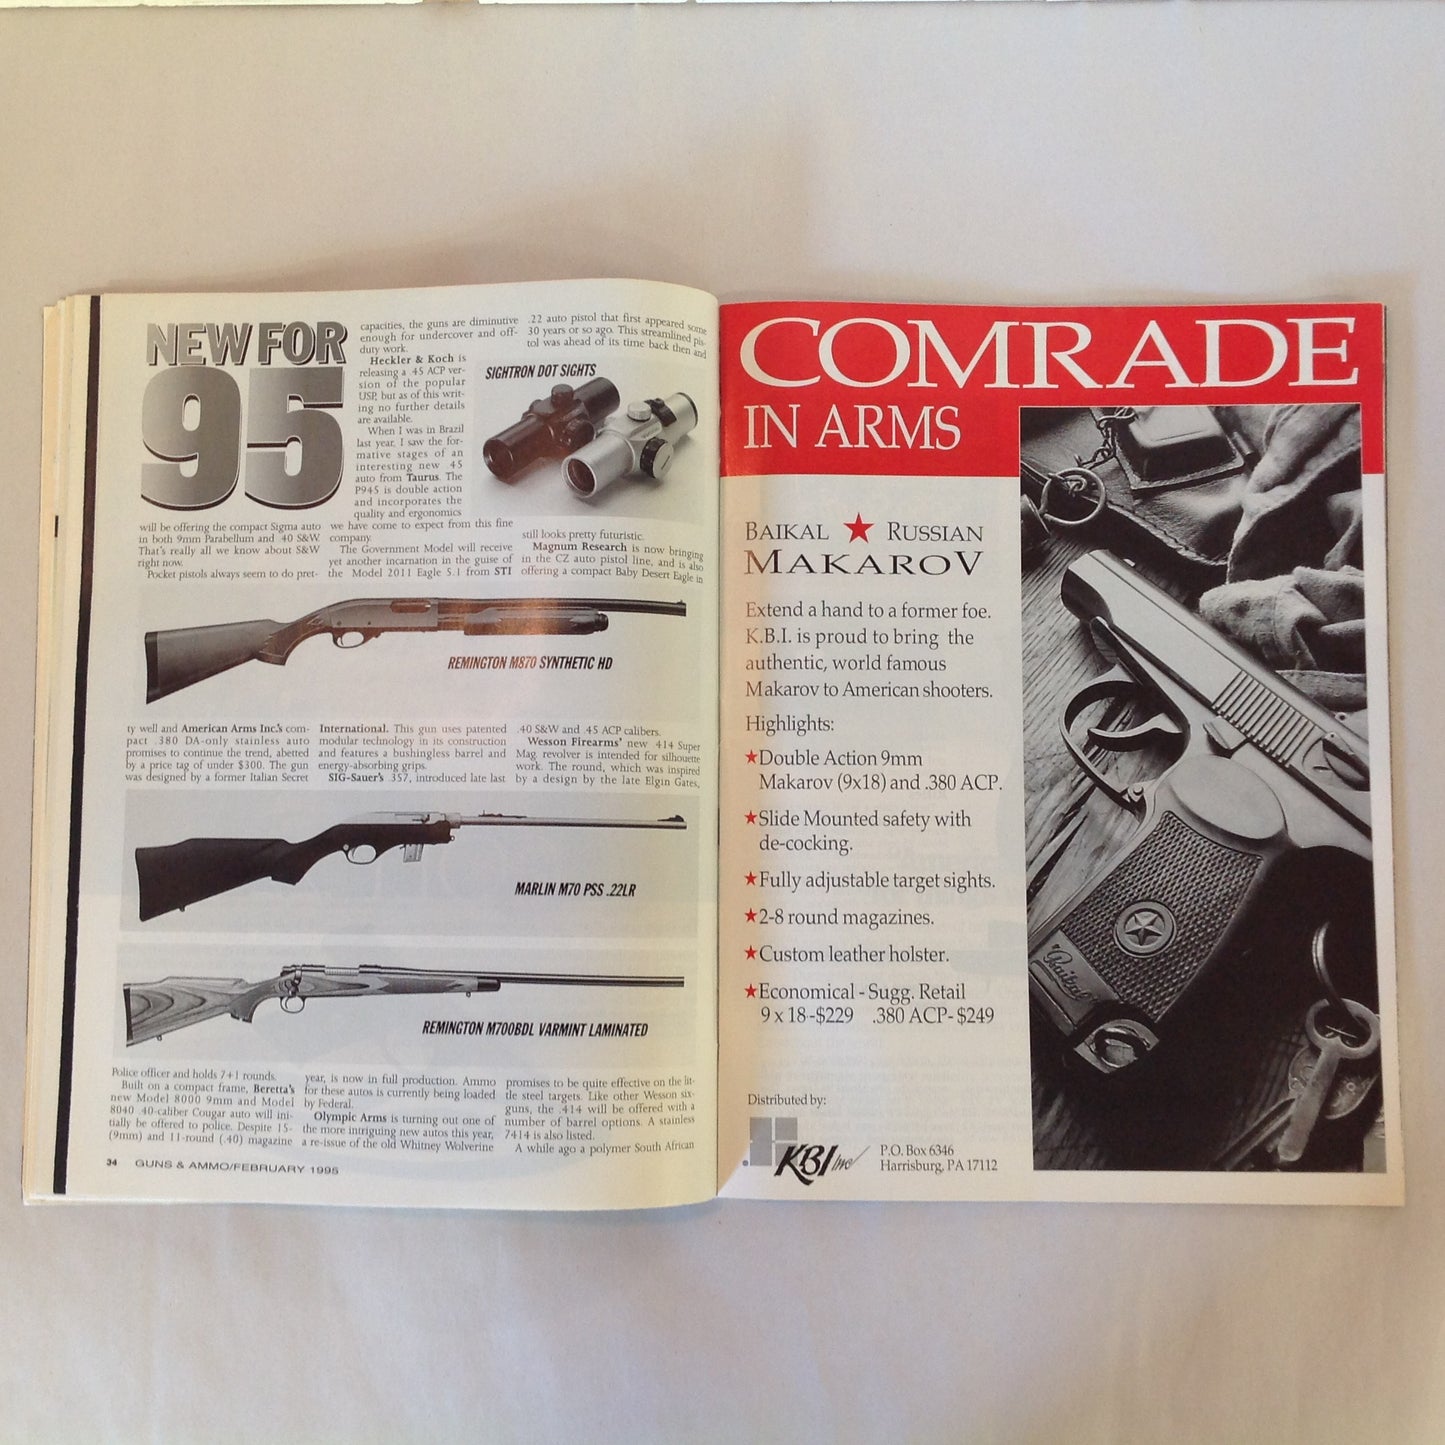 NEW FOR
95
will be offering the compact Sigma auto
in both 9mm Parabellum and .40 S&W.
That's really all we know about S&W
right now.
Pocket pistols always seem to do pret-
REMINGTON M870 SYNTHETIC HD
ty well and American Arms Inc.'s com-
pact .380 DA-only stainless auto
promises to continue the trend, abetted
by a price tag of under $300. The gun
was designed by a former Italian Secret
MARLIN M70 PSS .22LR
REMINGTON M700BDL VARMINT LAMINATED
Police officer and holds 7+1 rounds.
Built on a compact frame, Beretta's
new Model 8000 9mm and Model
8040 .40-caliber Cougar auto will ini-
tially be offered to police. Despite 15-
(9mm) and 11-round (.40) magazine
capacities, the guns are diminutive
enough for undercover and off-
duty work.
Heckler & Koch is
releasing a .45 ACP ver-
sion of the popular
USP, but as of this writ-
ing no further details
are available.
When I was in Brazil
last year, I saw the for-
mative stages of an
interesting new .45
auto from Taurus. The
P945 is double action
and incorporates the
quality and ergonomics
we have come to expect from this fine
company.
The Government Model will receive
yet another incarnation in the guise of
the Model 2011 Eagle 5.1 from STI
International. This gun uses patented
modular technology in its construction
and features a bushingless barrel and
energy-absorbing grips.
SIG-Sauer's .357, introduced late last
year, is now in full production. Ammo
for these autos is currently being loaded
by Federal.
Olympic Arms is turning out one of
the more intriguing new autos this year,
a re-issue of the old Whitney Wolverine
.22 auto pistol that first appeared some
30 years or so ago. This streamlined pis-
tol was ahead of its time back then and
SIGHTRON DOT SIGHTS
still looks pretty futuristic.
Magnum Research is now bringing
in the CZ auto pistol line, and is also
offering a compact Baby Desert Eagle in
.40 S&W and .45 ACP calibers.
Wesson Firearms' new .414 Super
Mag. revolver is intended for silhouette
work. The round, which was inspired
by a design by the late Elgin Gates,
promises to be quite effective on the lit-
tle steel targets. Like other Wesson six-
guns, the .414 will be offered with a
number of barrel options. A stainless
7414 is also listed.
A while ago a polymer South African
34 GUNS & AMMO/FEBRUARY 1995
COMRADE
IN ARMS
BAIKAL ★ RUSSIAN
MAKAROV
Extend a hand to a former foe.
K.B.I. is proud to bring the
authentic, world famous
Makarov to American shooters.
Highlights:
★Double Action 9mm
Makarov (9x18) and .380 ACP.
★Slide Mounted safety with
de-cocking.
★Fully adjustable target sights.
★2-8 round magazines.
★Custom leather holster.
★Economical - Sugg. Retail
9 x 18 -$229 .380 ACP- $249
Baikal
Distributed by:
KBI Inc
P.O. Box 6346
Harrisburg, PA 17112